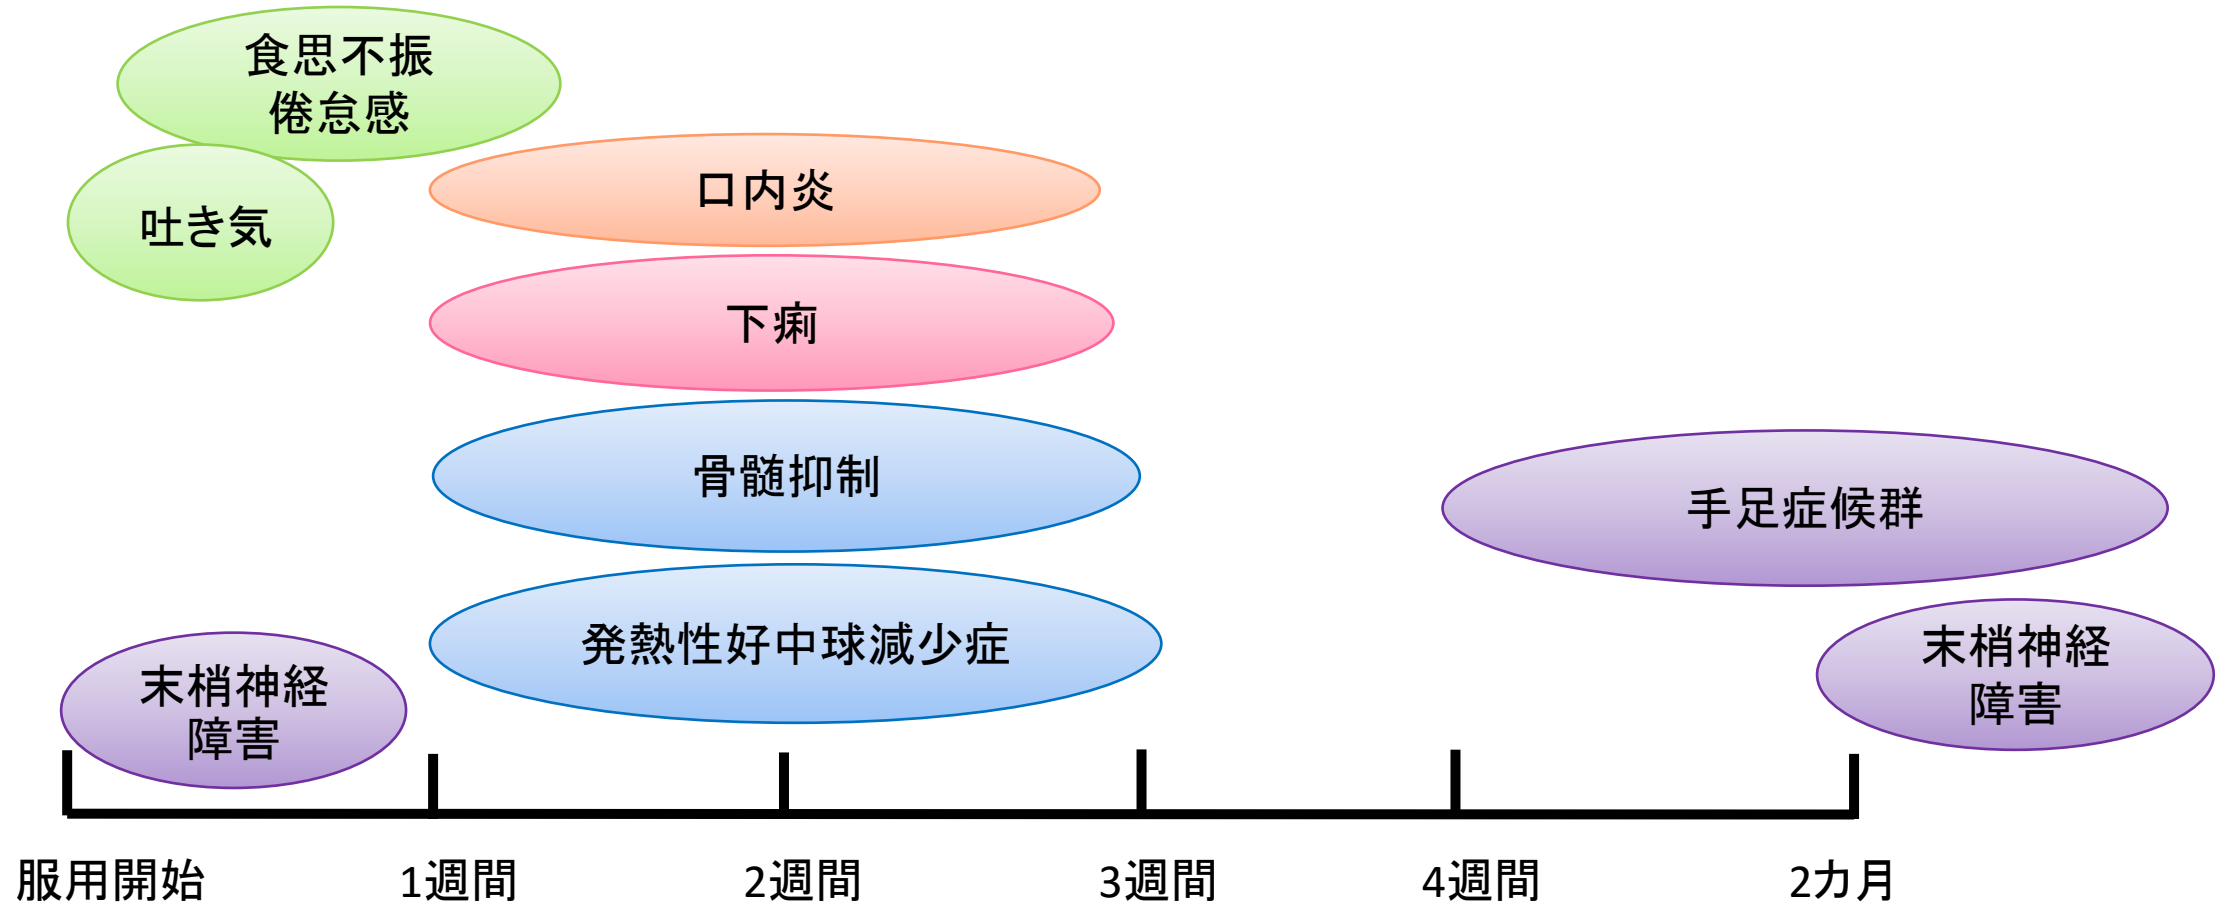 食思不振
倦怠感
吐き気
口内炎
下痢
骨髄抑制
発熱性好中球減少症
末梢神経
障害
手足症候群
末梢神経
障害
服用開始
1週間
2週間
3週間
4週間
2カ月